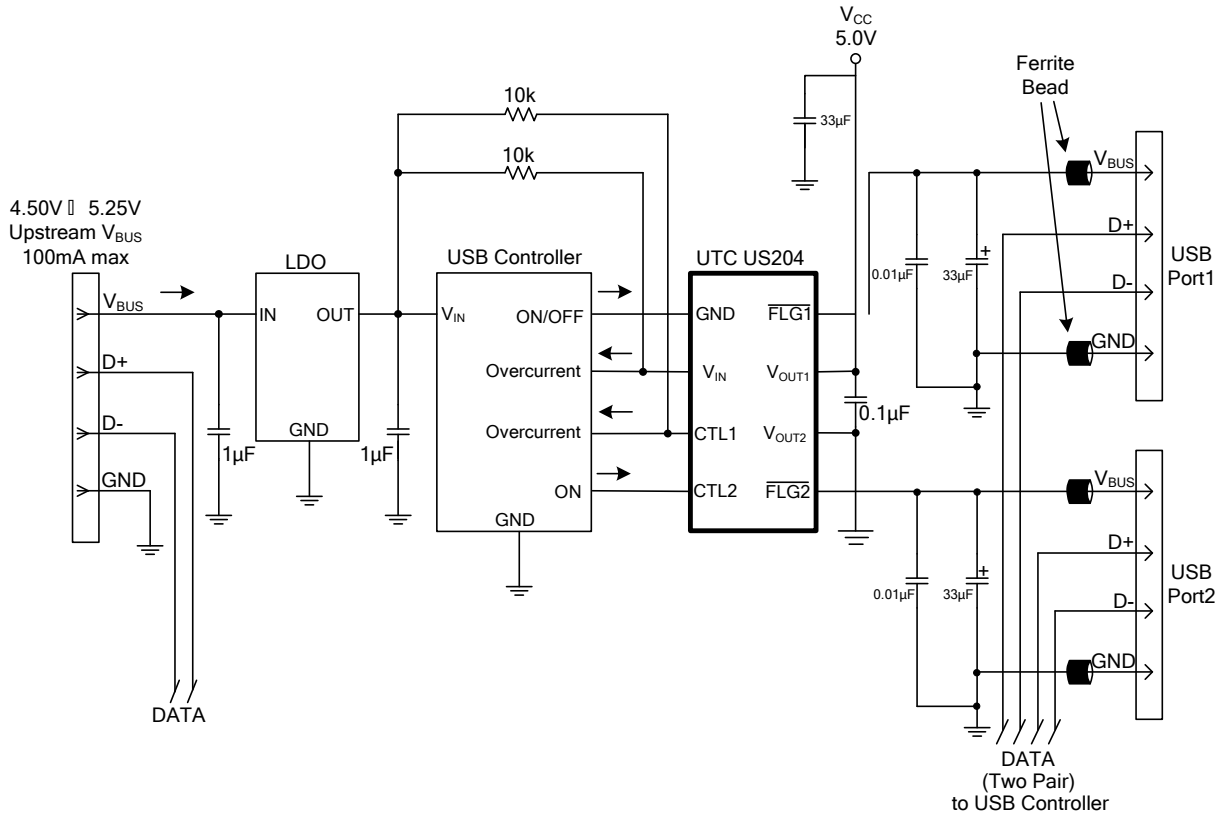 VCC
5.0V
Ferrite
Bead
10k
33µF
10k
VBUS
4.50V ▯ 5.25V
Upstream VBUS
100mA max
D+
LDO
USB Controller
UTC US204
0.01µF
33µF
+
USB
Port1
D-
VBUS
IN
OUT
VIN
ON/OFF
GND
FLG1
GND
D+
Overcurrent
VIN
VOUT1
0.1µF
D-
GND
1µF
1µF
Overcurrent
CTL1
VOUT2
GND
ON
CTL2
FLG2
VBUS
GND
D+
0.01µF
33µF
+
USB
Port2
D-
GND
DATA
DATA
(Two Pair)
to USB Controller